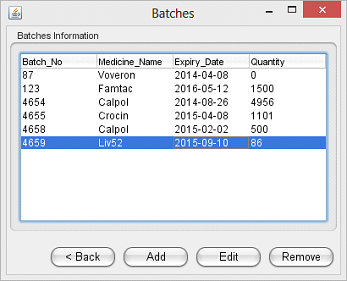 Batches
Batches Information
Batch_No Medicine_Name Expiry_Date Quantity
87 Voveron 2014-04-08 0
123 Famtac 2016-05-12 1500
4654 Calpol 2014-08-26 4956
4655 Crocin 2015-04-08 1101
4658 Calpol 2015-02-02 500
4659 Liv52 2015-09-10 86
< Back Add Edit Remove